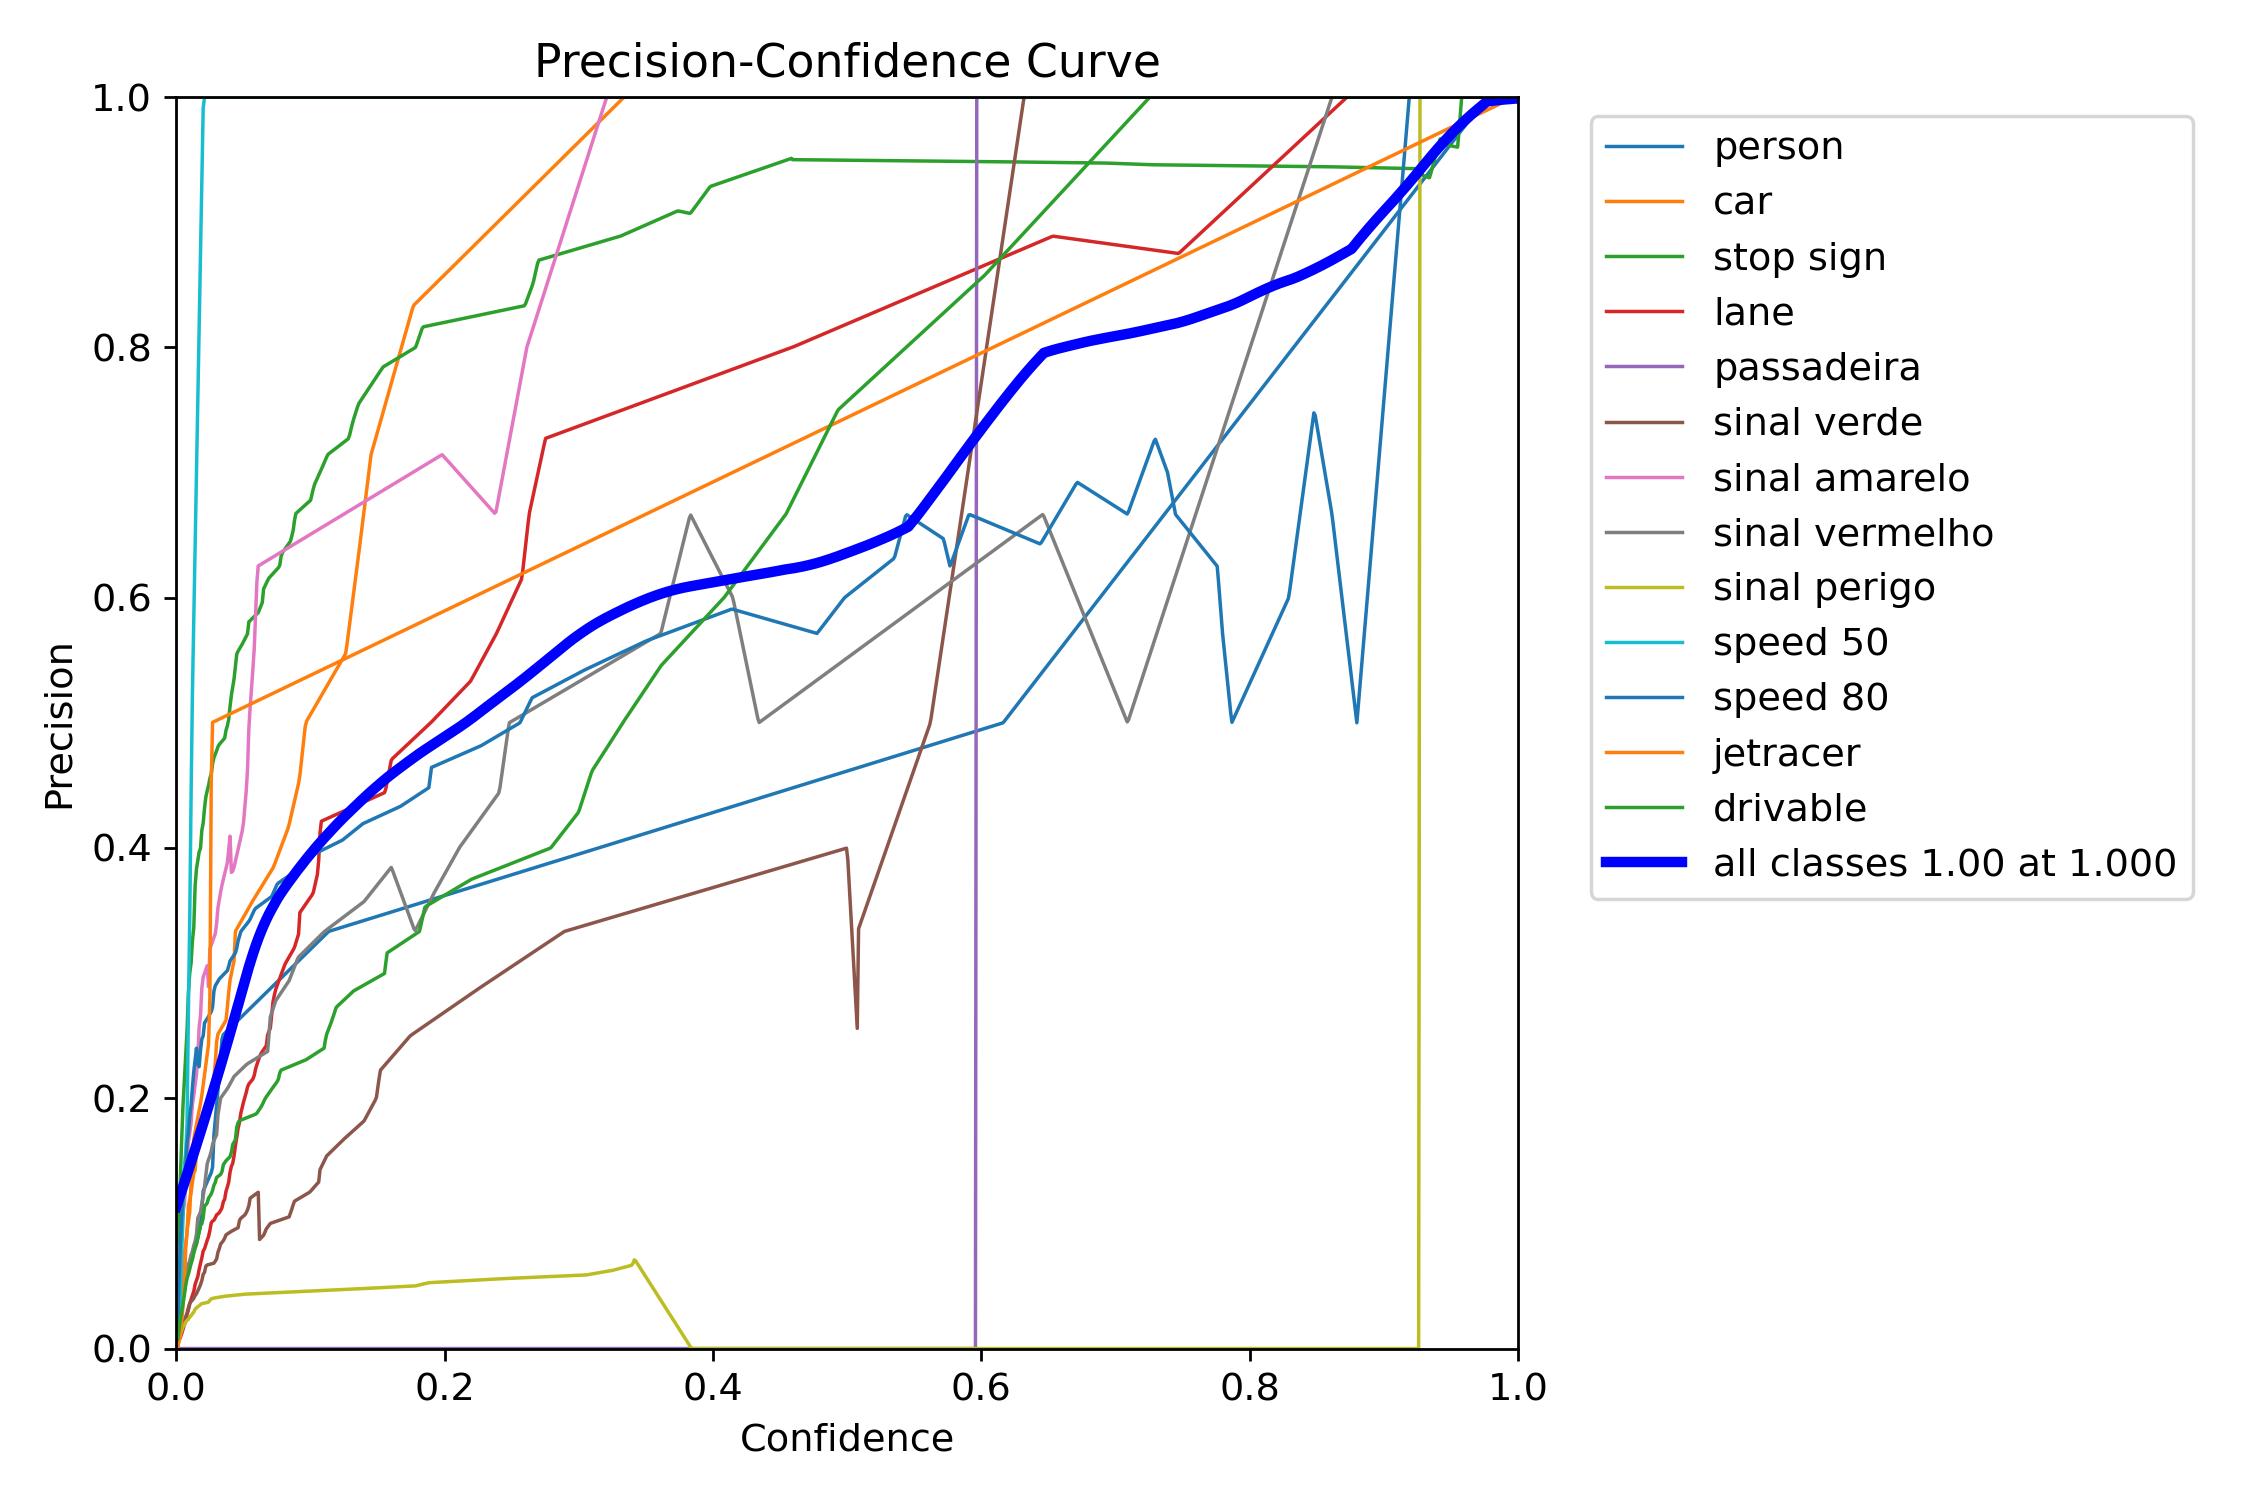 Precision-Confidence Curve
1.0
0.8
0.6
0.4
0.2
0.0
Precision
0.0 0.2 0.4 0.6 0.8 1.0
Confidence
person
car
stop sign
lane
passadeira
sinal verde
sinal amarelo
sinal vermelho
sinal perigo
speed 50
speed 80
jetracer
drivable
all classes 1.00 at 1.000